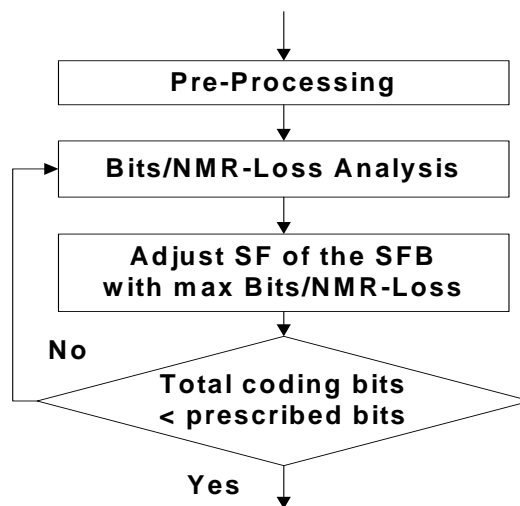 Pre-Processing
Bits/NMR-Loss Analysis
Adjust SF of the SFB
with max Bits/NMR-Loss
No
Total coding bits
< prescribed bits
Yes